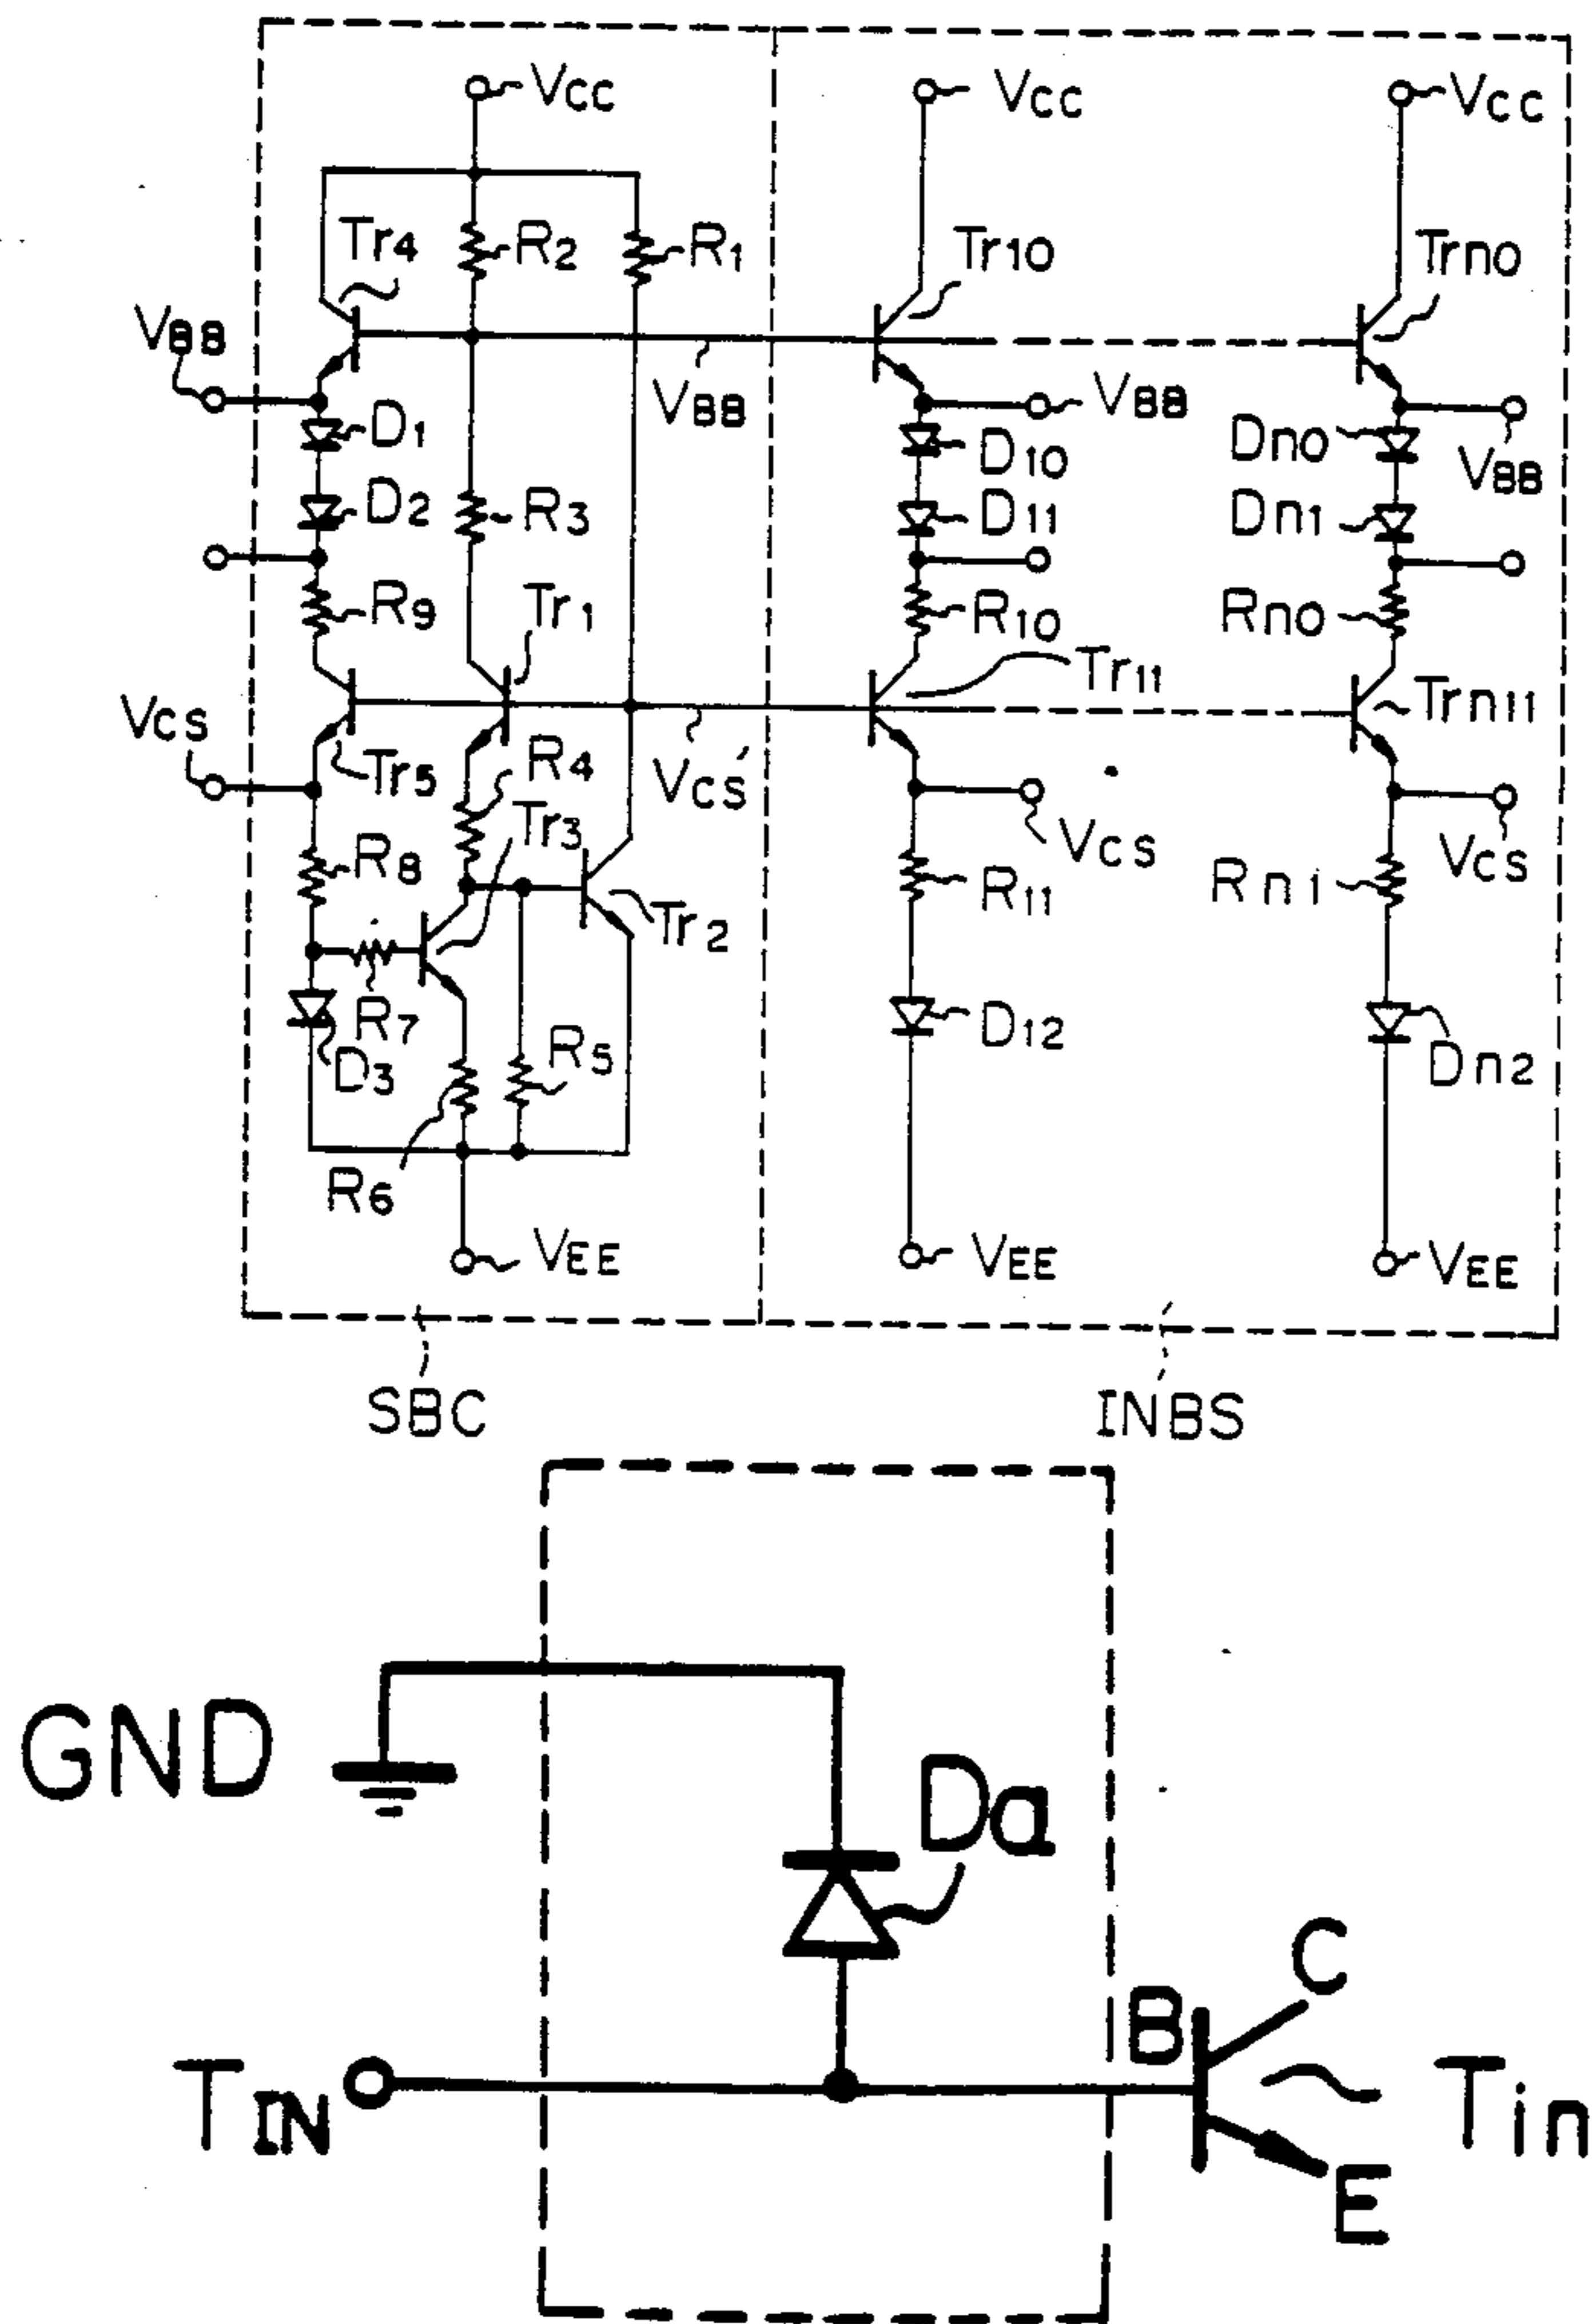 Vcc Vcc Vcc
Tr4 R2 R1 Tr10 Trno
VBB VBB VBB
D1 D10 Dno VBB
D2 R3 D11 Dn1
R9 Tr1 R10 Rno
Tr11 Trn11
Vcs Tr5 R4 Vcs' Vcs Vcs
Tr3
R8 Tr2 R11 Rn1
R7 R5 D12
D3 Dn2
R6
VEE VEE VEE
SBC INBS
GND
Da
C
B
TIN Tin
E